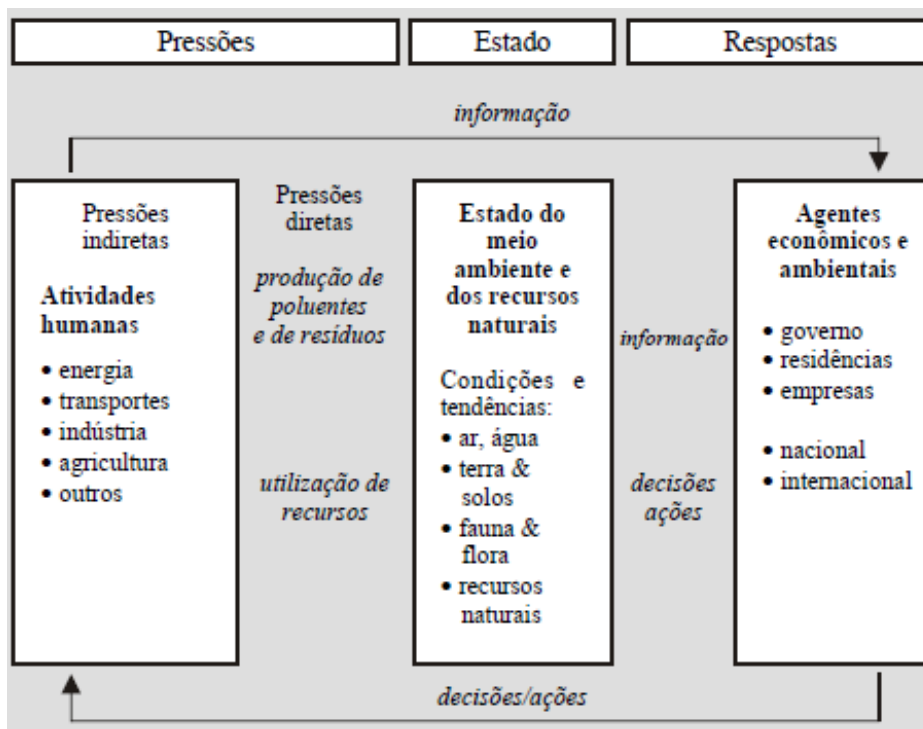 Pressões
Estado
Respostas
informação
Pressões
indiretas
Atividades
humanas
• energia
• transportes
• indústria
• agricultura
• outros
Pressões
diretas
produção de
poluentes
e de resíduos
utilização de
recursos
Estado do
meio
ambiente e
dos recursos
naturais
Condições e
tendências:
• ar, água
• terra &
solos
• fauna &
flora
• recursos
naturais
informação
decisões
ações
Agentes
econômicos e
ambientais
• governo
• residências
• empresas
• nacional
• internacional
decisões/ações